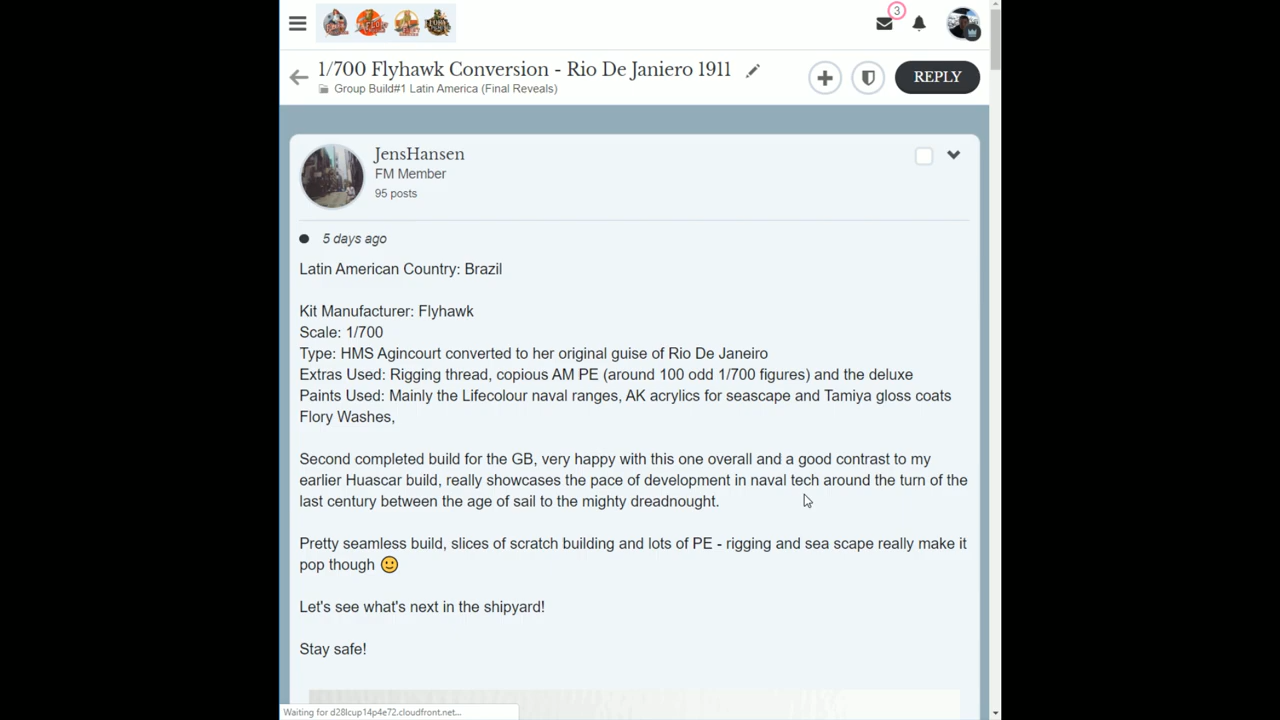 3
1/700 Flyhawk Conversion - Rio De Janiero 1911
Group Build#1 Latin America (Final Reveals)
REPLY
JensHansen
FM Member
95 posts
5 days ago
Latin American Country: Brazil
Kit Manufacturer: Flyhawk
Scale: 1/700
Type: HMS Agincourt converted to her original guise of Rio De Janeiro
Extras Used: Rigging thread, copious AM PE (around 100 odd 1/700 figures) and the deluxe
Paints Used: Mainly the Lifecolour naval ranges, AK acrylics for seascape and Tamiya gloss coats
Flory Washes,
Second completed build for the GB, very happy with this one overall and a good contrast to my
earlier Huascar build, really showcases the pace of development in naval tech around the turn of the
last century between the age of sail to the mighty dreadnought.
Pretty seamless build, slices of scratch building and lots of PE - rigging and sea scape really make it
pop though
Let's see what's next in the shipyard!
Stay safe!
Waiting for d28lcup14p4e72.cloudfront.net...